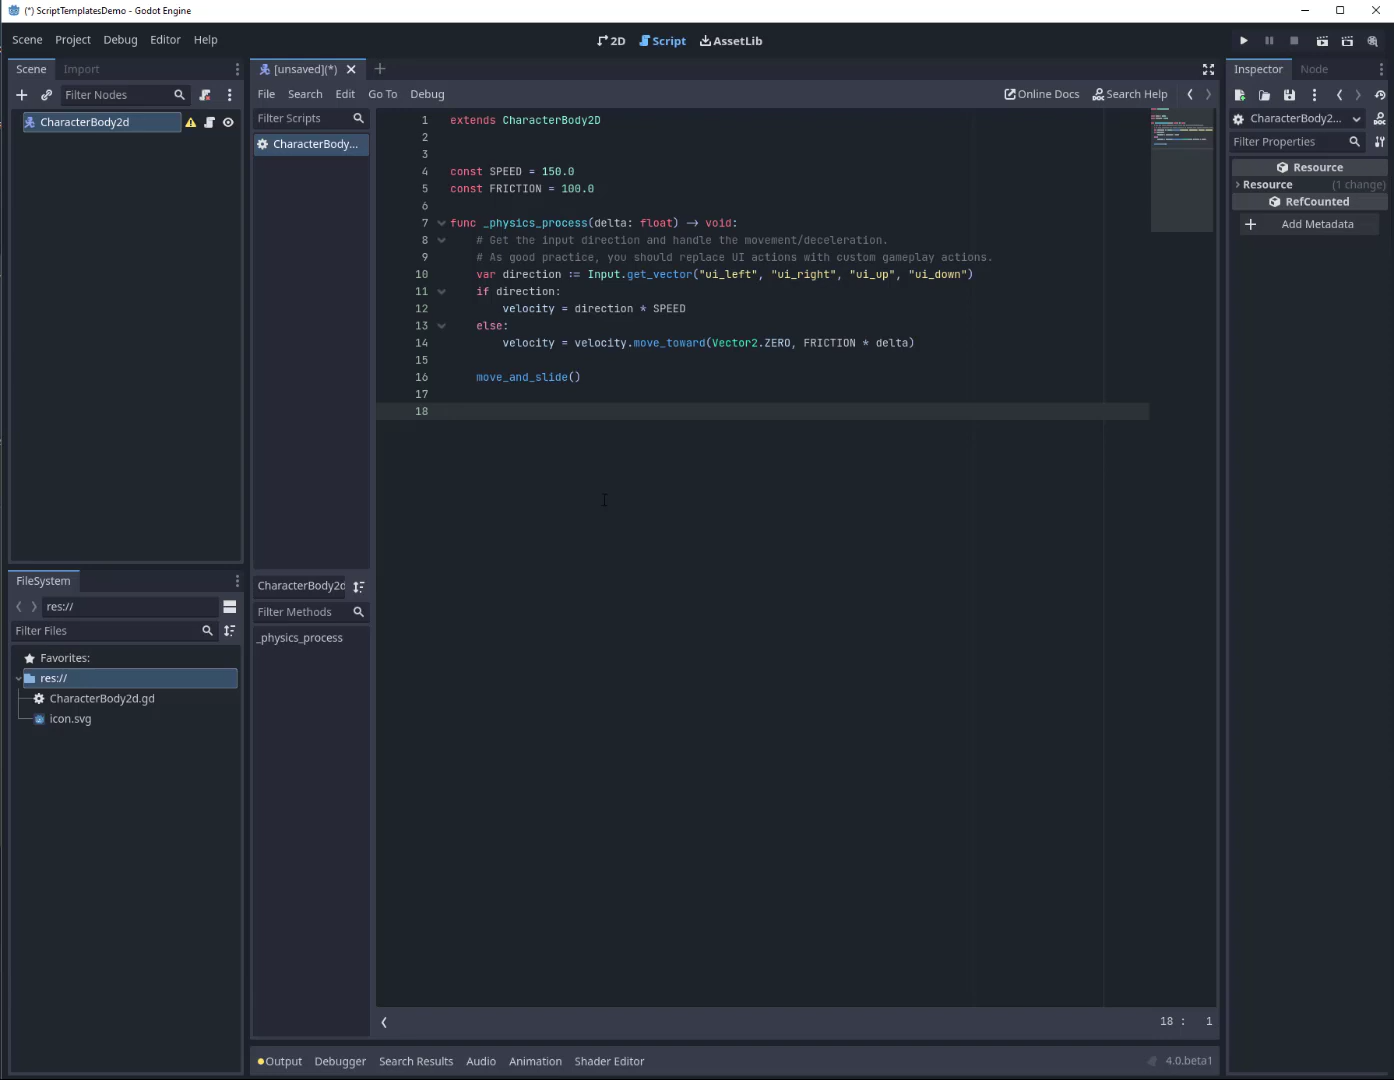 (*) ScriptTemplatesDemo - Godot Engine
Scene Project Debug Editor Help
2D Script AssetLib
Scene Import
Filter Nodes
CharacterBody2d
FileSystem
res://
Filter Files
Favorites:
res://
CharacterBody2d.gd
icon.svg
[unsaved](*)
File Search Edit Go To Debug
Online Docs Search Help
Filter Scripts
CharacterBody...
CharacterBody2d
Filter Methods
_physics_process
1 extends CharacterBody2D
2
3
4 const SPEED = 150.0
5 const FRICTION = 100.0
6
7 func _physics_process(delta: float) -> void:
8 # Get the input direction and handle the movement/deceleration.
9 # As good practice, you should replace UI actions with custom gameplay actions.
10 var direction := Input.get_vector("ui_left", "ui_right", "ui_up", "ui_down")
11 if direction:
12 velocity = direction * SPEED
13 else:
14 velocity = velocity.move_toward(Vector2.ZERO, FRICTION * delta)
15
16 move_and_slide()
17
18
18 : 1
Output Debugger Search Results Audio Animation Shader Editor
4.0.beta1
Inspector Node
CharacterBody2...
Filter Properties
Resource
Resource (1 change)
RefCounted
Add Metadata